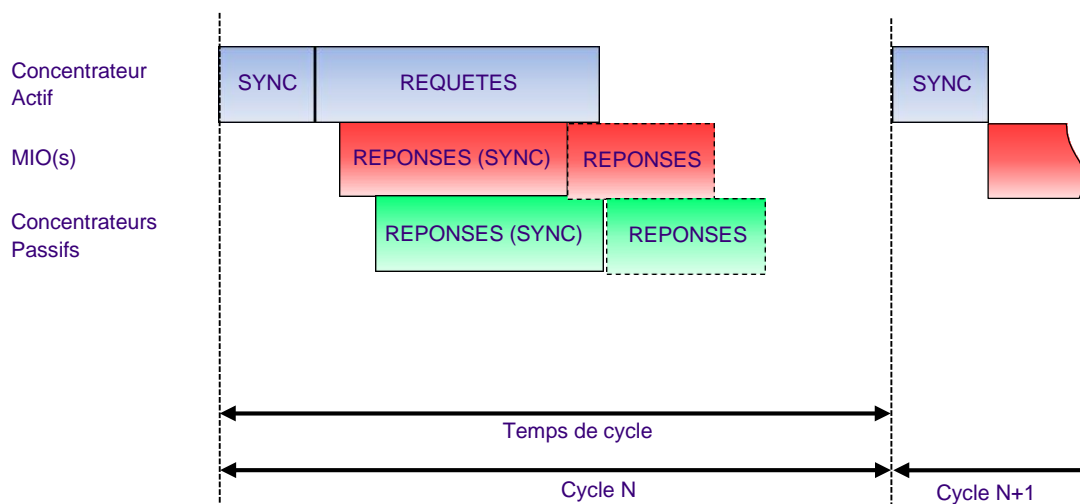 Concentrateur
Actif
SYNC
REQUETES
SYNC
MIO(s)
REPONSES (SYNC)
REPONSES
Concentrateurs
Passifs
REPONSES (SYNC)
REPONSES
Temps de cycle
Cycle N
Cycle N+1